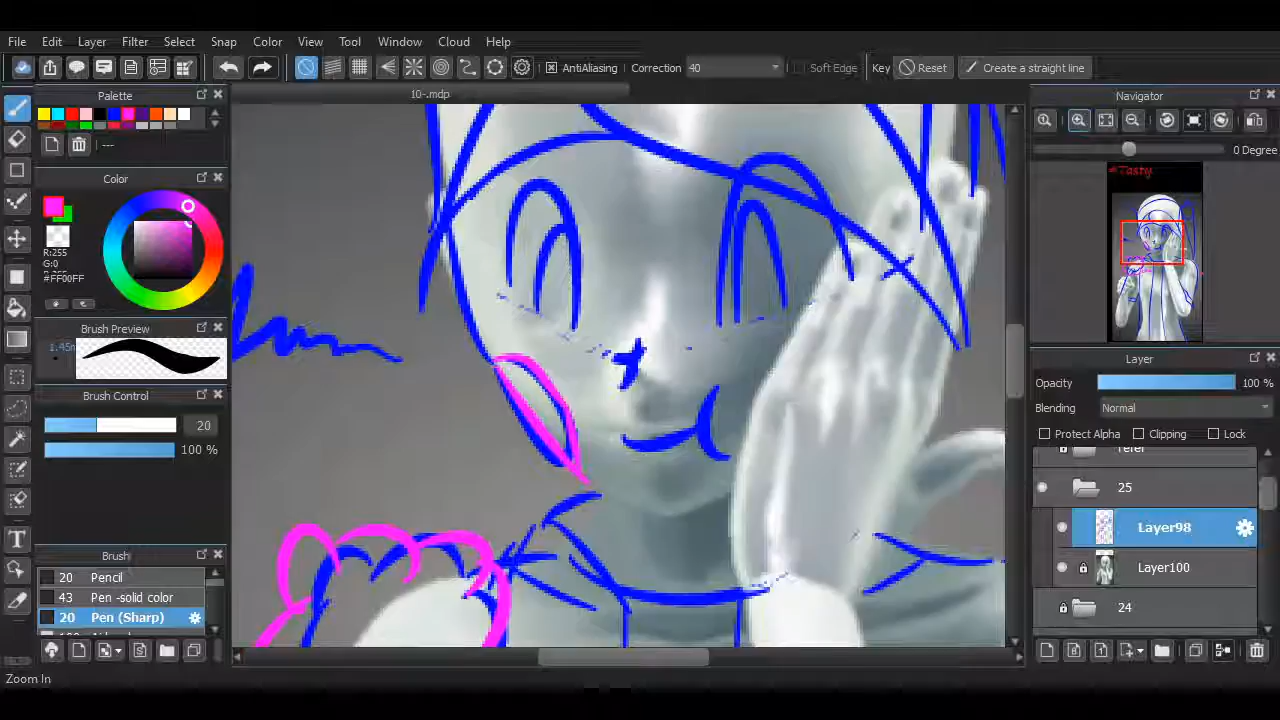 File Edit Layer Filter Select Snap Color View Tool Window Cloud Help
AntiAliasing Correction 40 Soft Edge Key Reset Create a straight line
Palette
---
Color
R:255
G:0
#FF00FF
Brush Preview
Brush Control
20
100 %
Brush
20 Pencil
43 Pen -solid color
20 Pen (Sharp)
10-.mdp
Navigator
0 Degree
Tasty
Layer
Opacity 100 %
Blending Normal
Protect Alpha Clipping Lock
25
Layer98
Layer100
24
Zoom In